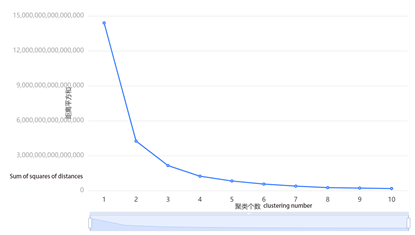 15,000,000,000,000,000
12,000,000,000,000,000
9,000,000,000,000,000
距离平方和
6,000,000,000,000,000
3,000,000,000,000,000
Sum of squares of distances
0
1 2 3 4 5 6 7 8 9 10
聚类个数 clustering number